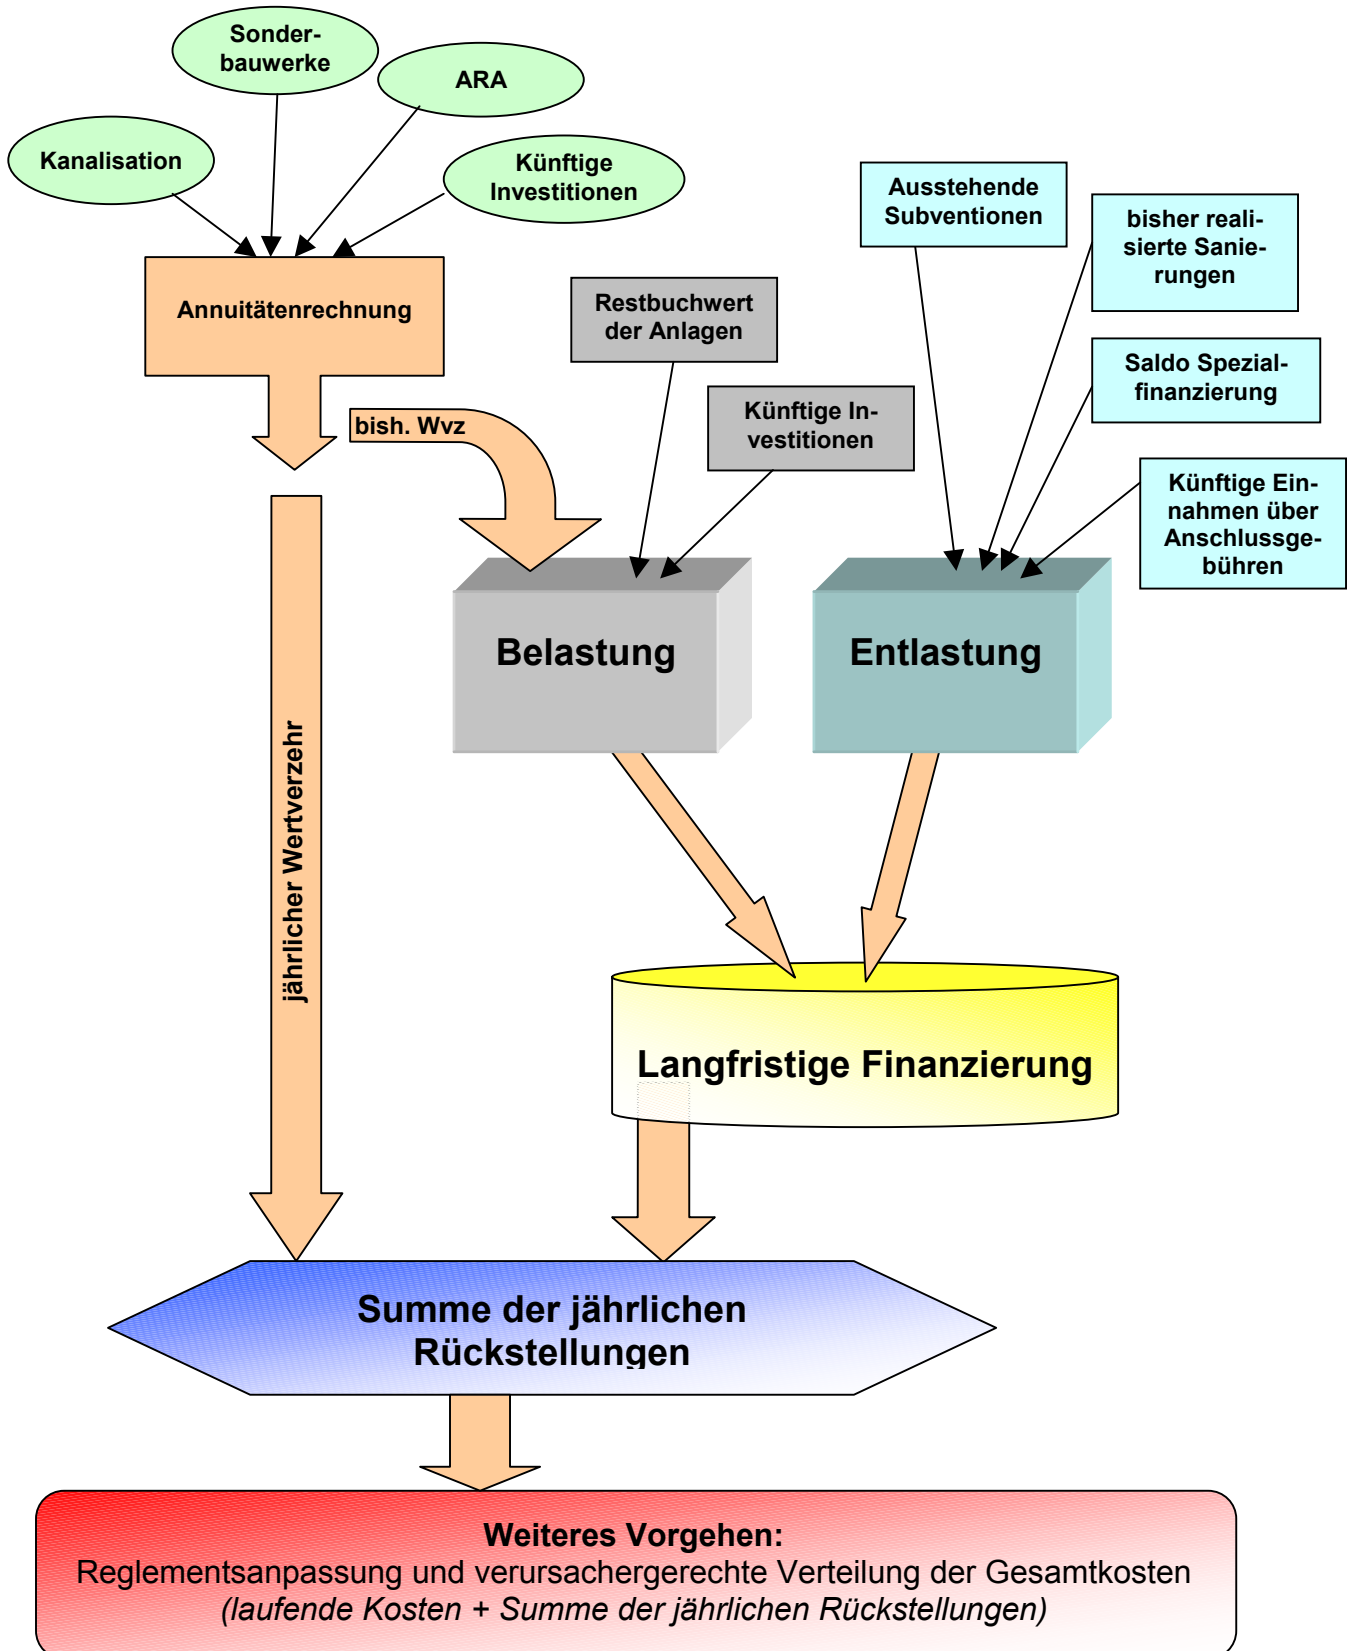 Sonder-
bauwerke
ARA
Kanalisation
Künftige
Investitionen
Ausstehende
Subventionen
bisher reali-
sierte Sanie-
rungen
Annuitätenrechnung
Restbuchwert
der Anlagen
Saldo Spezial-
finanzierung
bish. Wvz
Künftige In-
vestitionen
Künftige Ein-
nahmen über
Anschlussge-
bühren
Belastung
Entlastung
jährlicher Wertverzehr
Langfristige Finanzierung
Summe der jährlichen
Rückstellungen
Weiteres Vorgehen:
Reglementsanpassung und verursachergerechte Verteilung der Gesamtkosten
(laufende Kosten + Summe der jährlichen Rückstellungen)